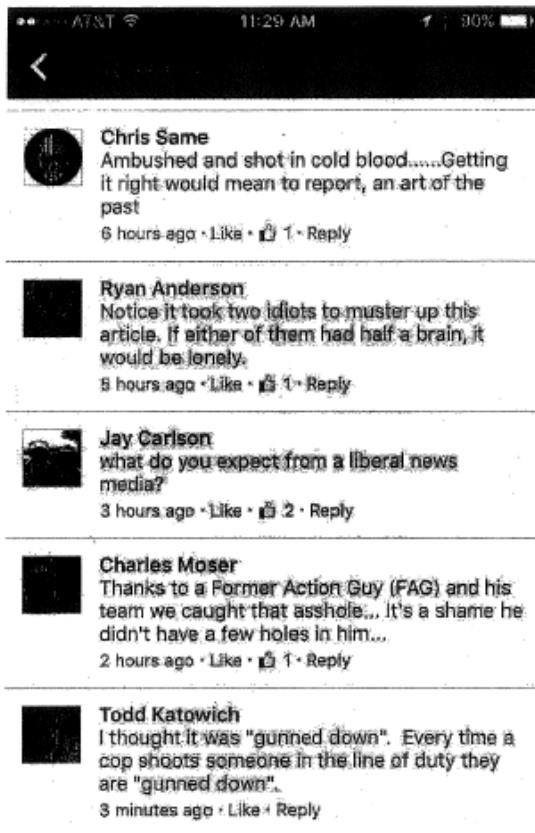 AT&T 11:29 AM 90%
Chris Same
Ambushed and shot in cold blood......Getting
it right would mean to report, an art of the
past
6 hours ago · Like · 1 · Reply
Ryan Anderson
Notice it took two idiots to muster up this
article. If either of them had half a brain, it
would be lonely.
5 hours ago · Like · 1 · Reply
Jay Carlson
what do you expect from a liberal news
media?
3 hours ago · Like · 2 · Reply
Charles Moser
Thanks to a Former Action Guy (FAG) and his
team we caught that asshole... It's a shame he
didn't have a few holes in him...
2 hours ago · Like · 1 · Reply
Todd Katowich
I thought it was "gunned down". Every time a
cop shoots someone in the line of duty they
are "gunned down".
3 minutes ago · Like · Reply